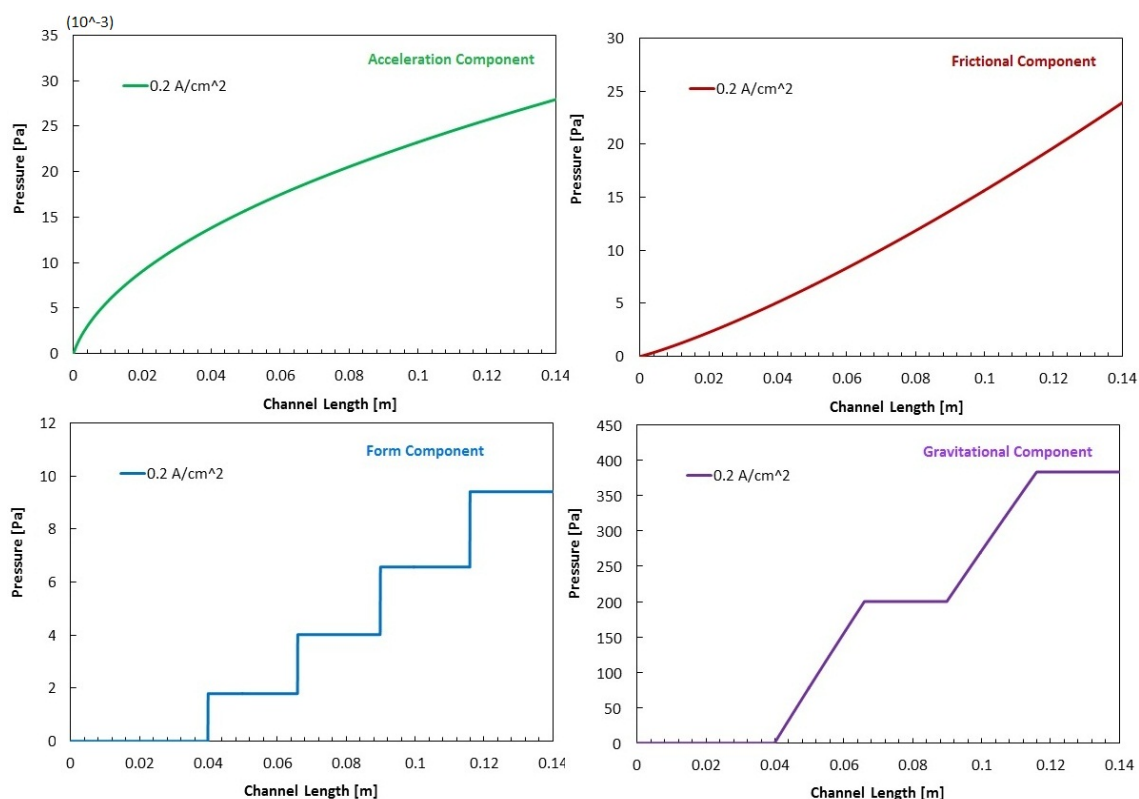 (10^-3)
Acceleration Component
0.2 A/cm^2
Pressure [Pa]
35
30
25
20
15
10
5
0
0 0.02 0.04 0.06 0.08 0.1 0.12 0.14
Channel Length [m]
Frictional Component
0.2 A/cm^2
Pressure [Pa]
30
25
20
15
10
5
0
0 0.02 0.04 0.06 0.08 0.1 0.12 0.14
Channel Length [m]
Form Component
0.2 A/cm^2
Pressure [Pa]
12
10
8
6
4
2
0
0 0.02 0.04 0.06 0.08 0.1 0.12 0.14
Channel Length [m]
Gravitational Component
0.2 A/cm^2
Pressure [Pa]
450
400
350
300
250
200
150
100
50
0
0 0.02 0.04 0.06 0.08 0.1 0.12 0.14
Channel Length [m]